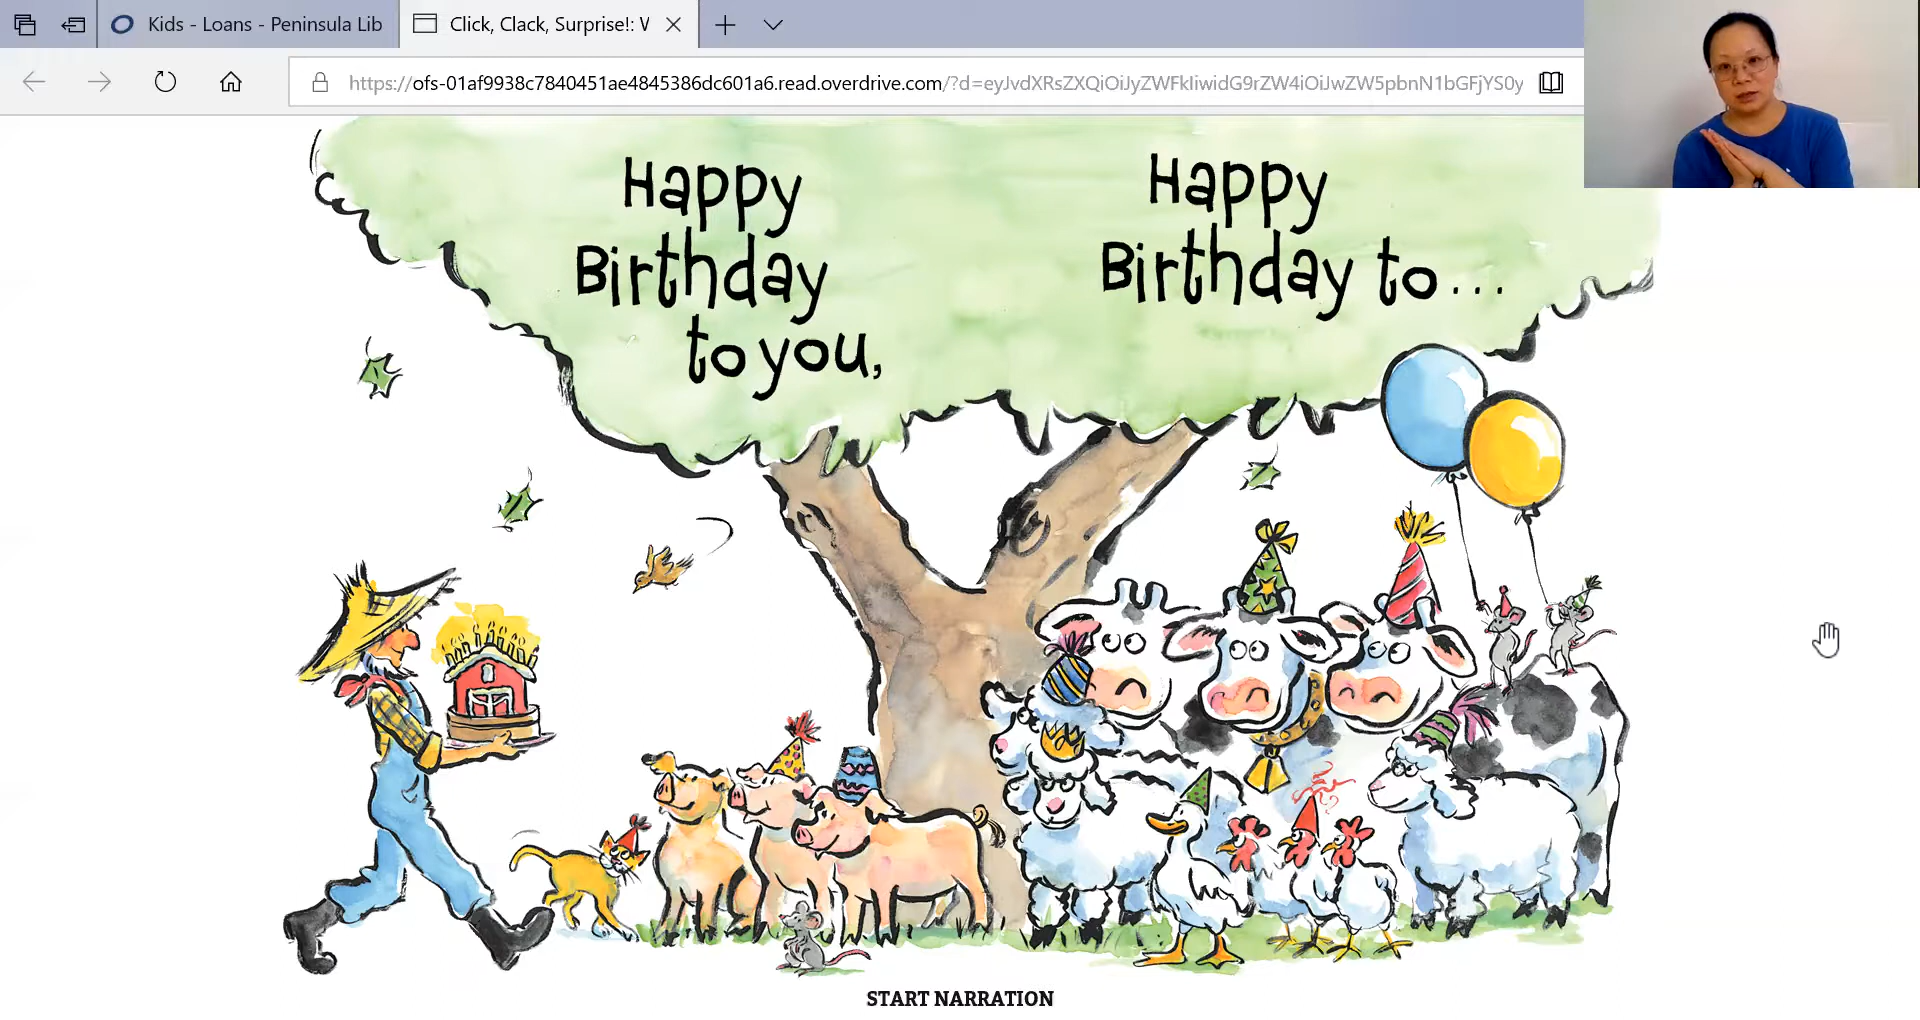 Kids - Loans - Peninsula Lib
Click, Clack, Surprise!: V
https://ofs-01af9938c7840451ae4845386dc601a6.read.overdrive.com/?d=eyJvdXRsZXQiOiJyZWFkIiwidG9rZW4iOiJwZW5pbnN1bGFjYS0y
Happy
Birthday
to you,
Happy
Birthday to...
START NARRATION